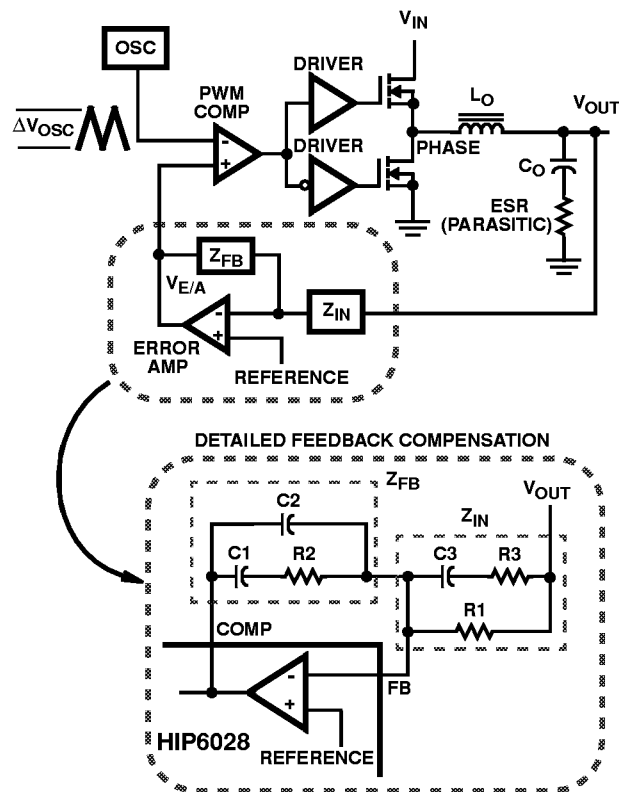 OSC
ΔVOSC
PWM
COMP
-
+
DRIVER
DRIVER
VIN
LO
VOUT
PHASE
CO
ESR
(PARASITIC)
ZFB
VE/A
-
+
ZIN
ERROR
AMP
REFERENCE
DETAILED FEEDBACK COMPENSATION
ZFB
VOUT
C2
ZIN
C1
R2
C3
R3
R1
COMP
-
+
FB
HIP6028
REFERENCE